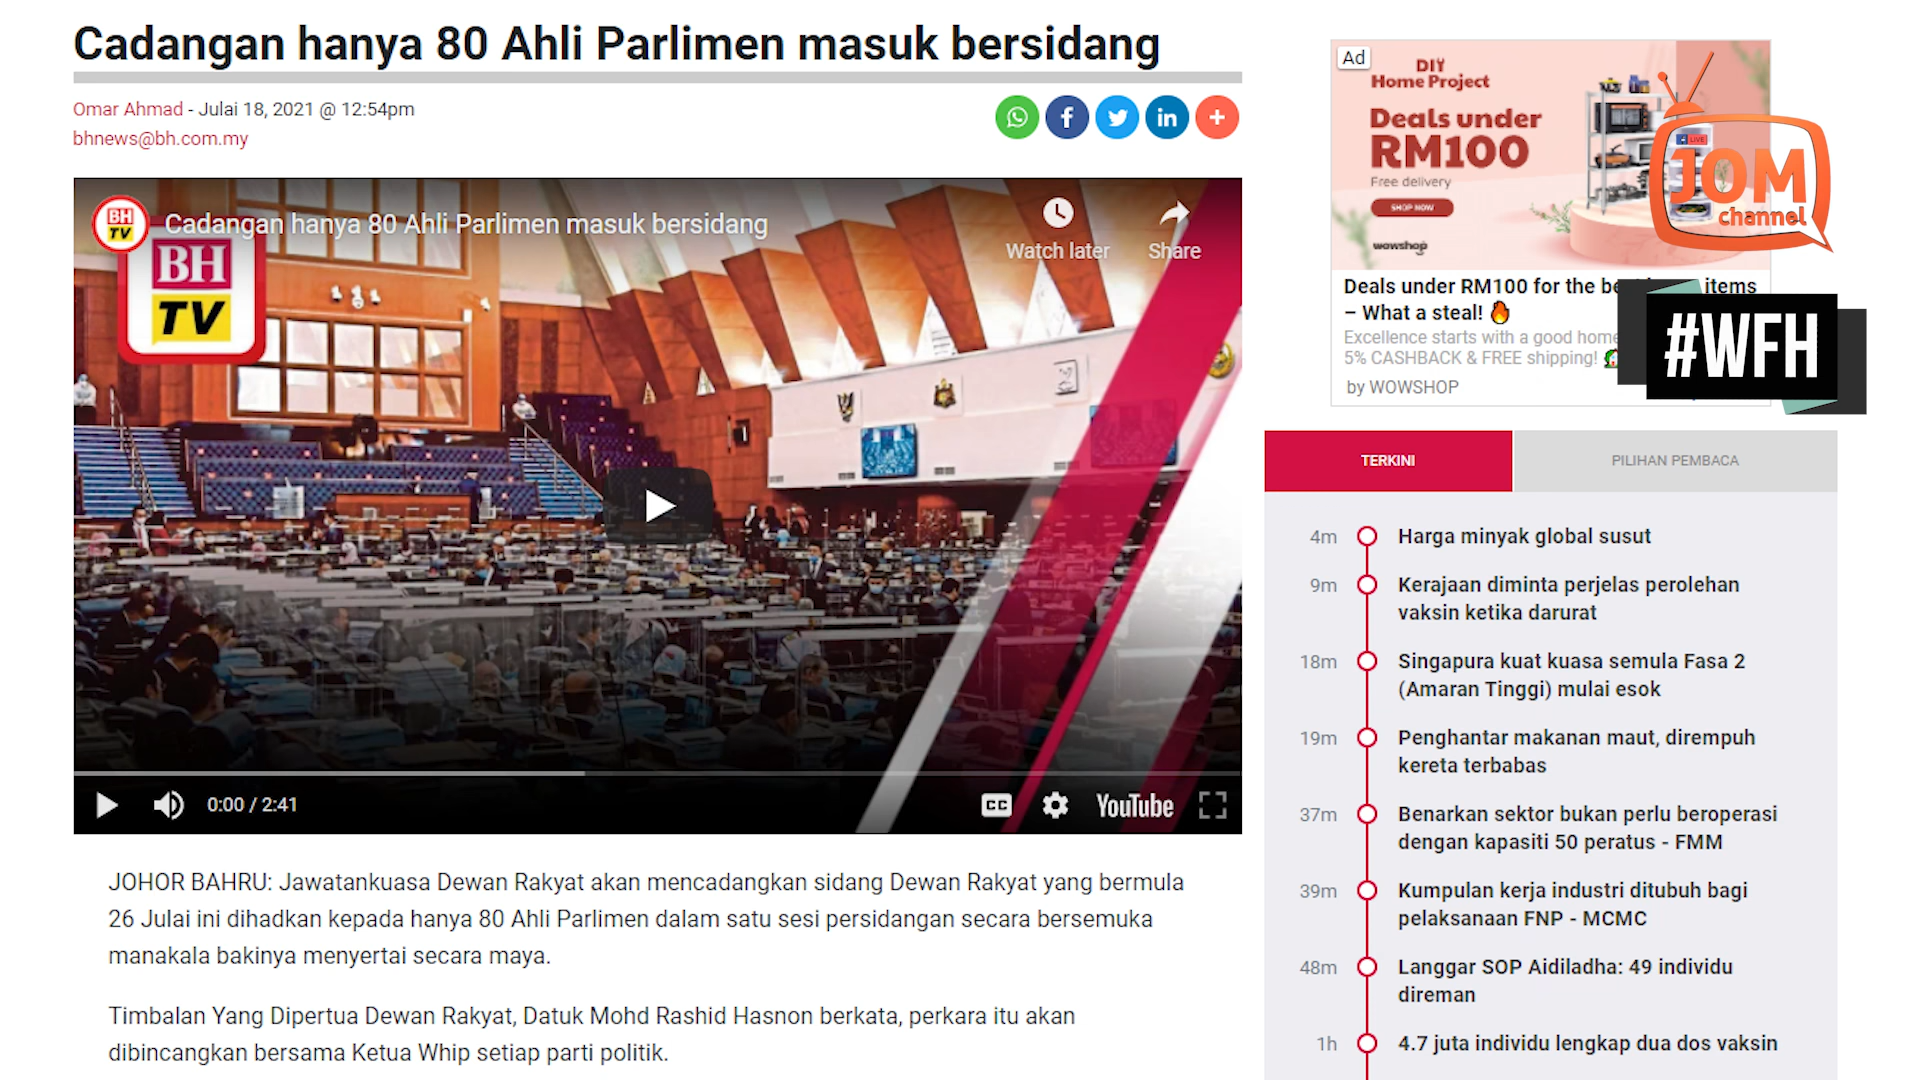 Cadangan hanya 80 Ahli Parlimen masuk bersidang
Omar Ahmad - Julai 18, 2021 @ 12:54pm
bhnews@bh.com.my
BH
TV
Cadangan hanya 80 Ahli Parlimen masuk bersidang
Watch later
Share
BH
TV
0:00 / 2:41
CC
YouTube
JOHOR BAHRU: Jawatankuasa Dewan Rakyat akan mencadangkan sidang Dewan Rakyat yang bermula
26 Julai ini dihadkan kepada hanya 80 Ahli Parlimen dalam satu sesi persidangan secara bersemuka
manakala bakinya menyertai secara maya.
Timbalan Yang Dipertua Dewan Rakyat, Datuk Mohd Rashid Hasnon berkata, perkara itu akan
dibincangkan bersama Ketua Whip setiap parti politik.
Ad
DIY
Home Project
Deals under
RM100
Free delivery
SHOP NOW
wowshop
LIVE
JOM
channel
Deals under RM100 for the items
– What a steal!
Excellence starts with a good
5% CASHBACK & FREE shipping!
by WOWSHOP
#WFH
TERKINI
PILIHAN PEMBACA
4m Harga minyak global susut
9m Kerajaan diminta perjelas perolehan
vaksin ketika darurat
18m Singapura kuat kuasa semula Fasa 2
(Amaran Tinggi) mulai esok
19m Penghantar makanan maut, dirempuh
kereta terbabas
37m Benarkan sektor bukan perlu beroperasi
dengan kapasiti 50 peratus - FMM
39m Kumpulan kerja industri ditubuh bagi
pelaksanaan FNP - MCMC
48m Langgar SOP Aidiladha: 49 individu
direman
1h 4.7 juta individu lengkap dua dos vaksin